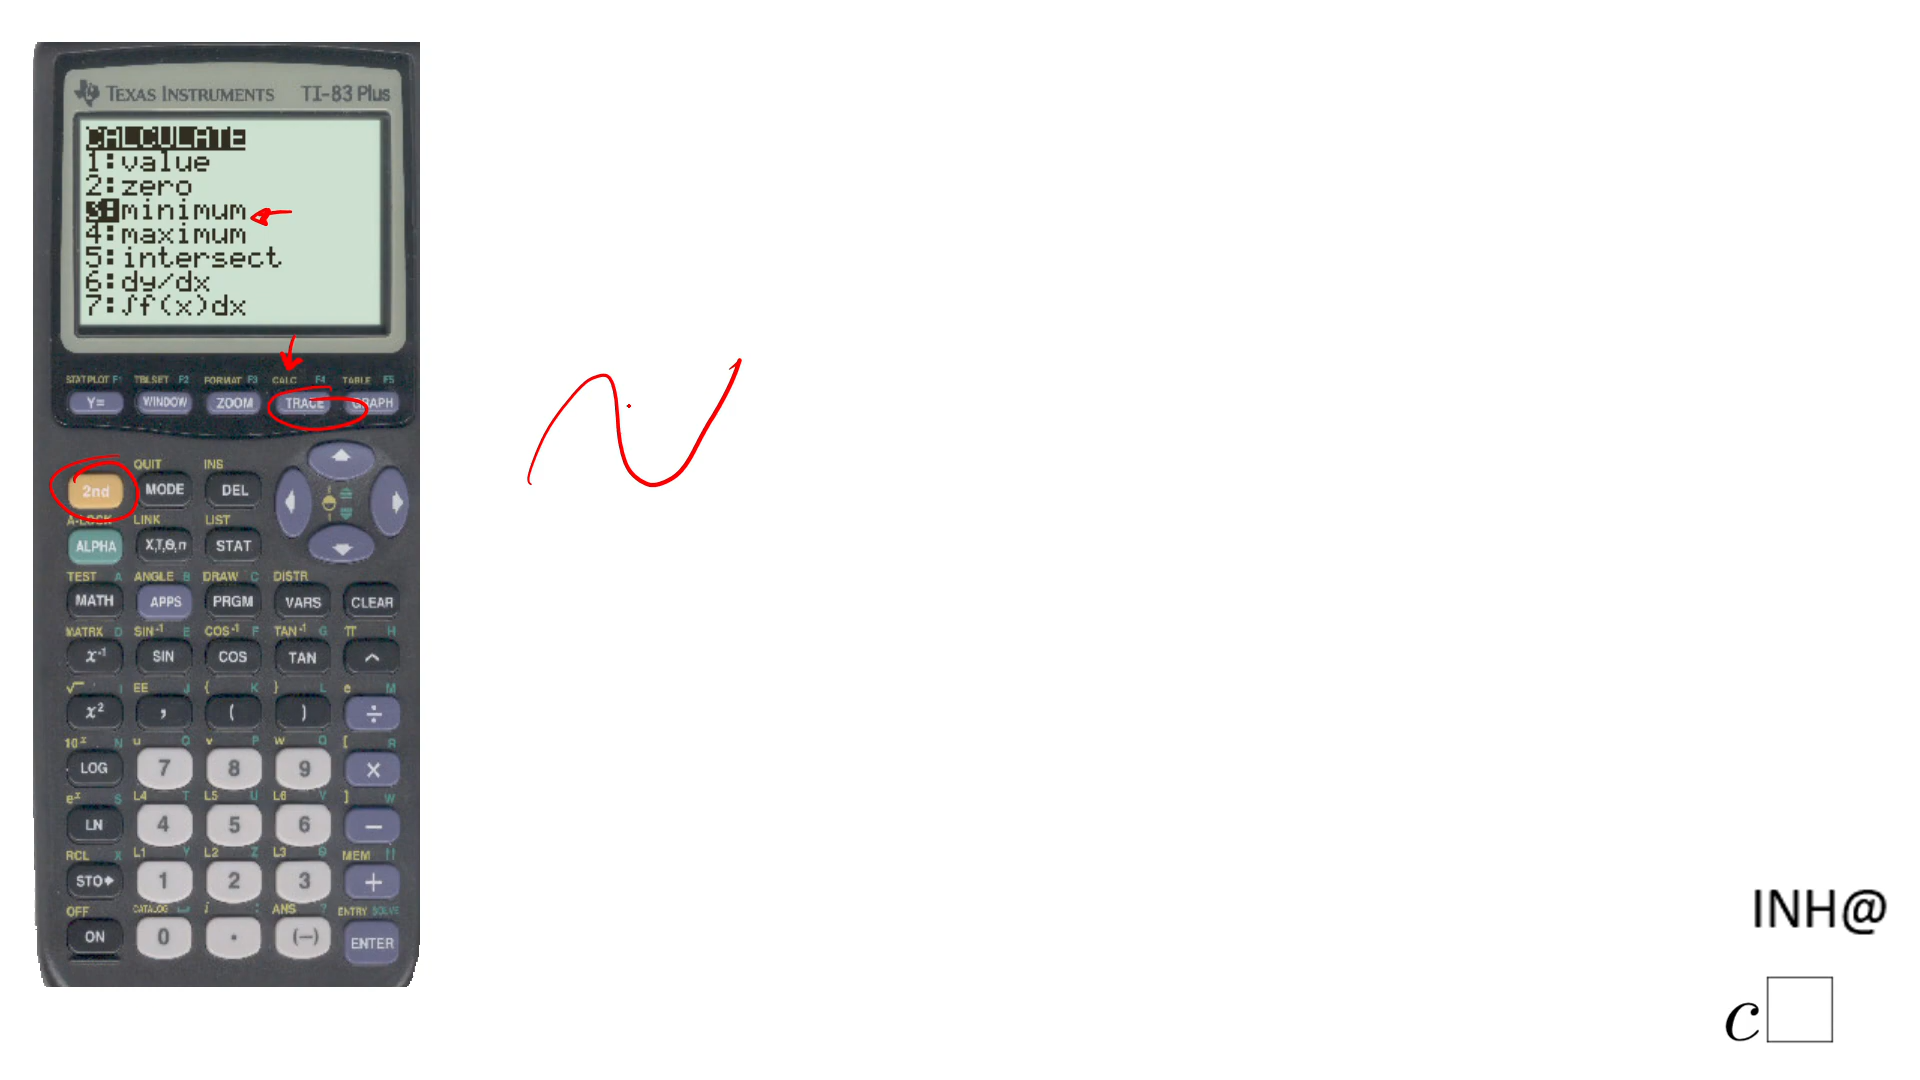 TEXAS INSTRUMENTS TI-83 Plus
CALCULATE
1:value
2:zero
3:minimum
4:maximum
5:intersect
6:dy/dx
7:∫f(x)dx
STAT PLOT F1 TBLSET F2 FORMAT F3 CALC F4 TABLE F5
Y= WINDOW ZOOM TRACE GRAPH
QUIT INS
2nd MODE DEL
A-LOCK LINK LIST
ALPHA X,T,θ,n STAT
TEST A ANGLE B DRAW C DISTR
MATH APPS PRGM VARS CLEAR
MATRX D SIN⁻¹ E COS⁻¹ F TAN⁻¹ G π H
x⁻¹ SIN COS TAN ^
√ I EE J { K } L e M
x² , ( ) ÷
10ˣ N u O v P w Q [ R
LOG 7 8 9 ×
eˣ S L4 T L5 U L6 V ] W
LN 4 5 6 −
RCL X L1 Y L2 Z L3 θ MEM "
STO▸ 1 2 3 +
OFF CATALOG i : ANS ? ENTRY SOLVE
ON 0 . (−) ENTER
INH@
c□